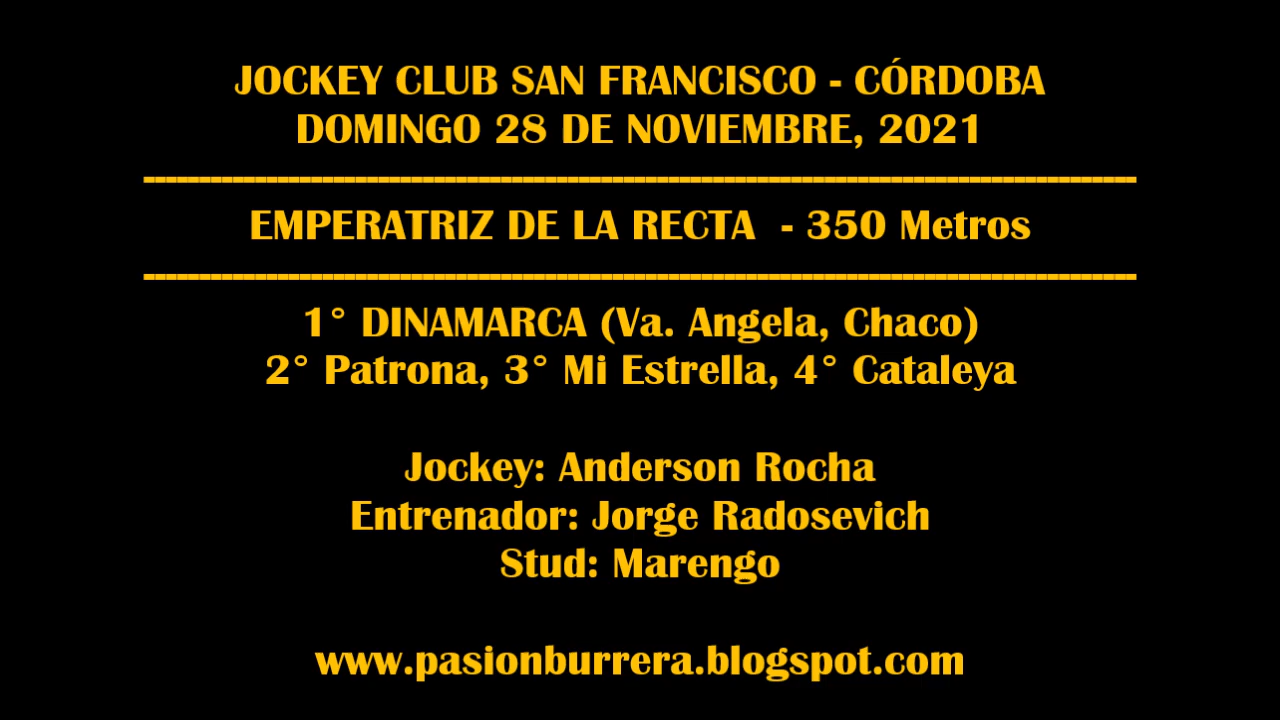 JOCKEY CLUB SAN FRANCISCO - CÓRDOBA
DOMINGO 28 DE NOVIEMBRE, 2021
EMPERATRIZ DE LA RECTA  - 350 Metros
1° DINAMARCA (Va. Angela, Chaco)
2° Patrona, 3° Mi Estrella, 4° Cataleya
Jockey: Anderson Rocha
Entrenador: Jorge Radosevich
Stud: Marengo
www.pasionburrera.blogspot.com